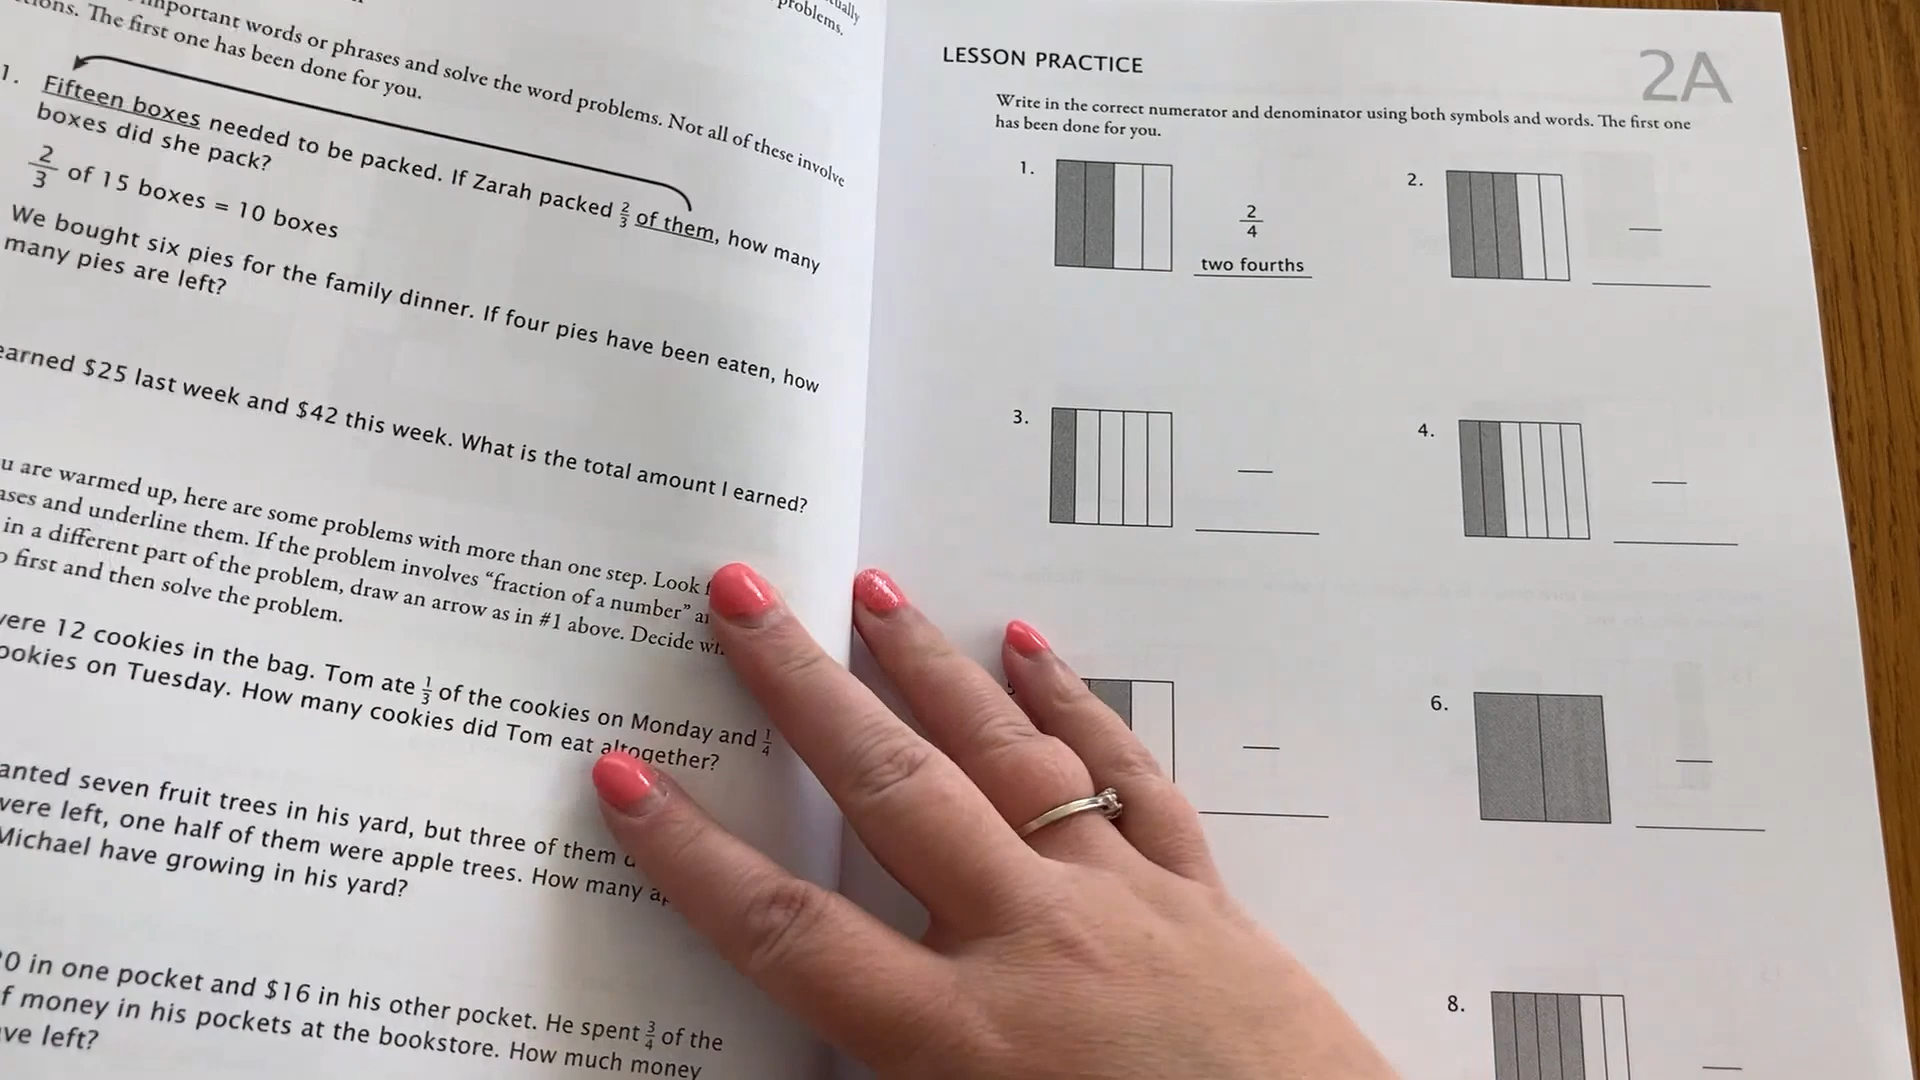 ually
problems.
important words or phrases and solve the word problems. Not all of these involve
tions. The first one has been done for you.
1. Fifteen boxes needed to be packed. If Zarah packed 2/3 of them, how many
boxes did she pack?
2/3 of 15 boxes = 10 boxes
We bought six pies for the family dinner. If four pies have been eaten, how
many pies are left?
earned $25 last week and $42 this week. What is the total amount I earned?
u are warmed up, here are some problems with more than one step. Look
ases and underline them. If the problem involves “fraction of a number”
in a different part of the problem, draw an arrow as in #1 above. Decide
o first and then solve the problem.
vere 12 cookies in the bag. Tom ate 1/3 of the cookies on Monday and 1/4
ookies on Tuesday. How many cookies did Tom eat altogether?
anted seven fruit trees in his yard, but three of them
were left, one half of them were apple trees. How many
Michael have growing in his yard?
0 in one pocket and $16 in his other pocket. He spent 3/4 of the
f money in his pockets at the bookstore. How much money
ve left?
LESSON PRACTICE
2A
Write in the correct numerator and denominator using both symbols and words. The first one
has been done for you.
1.
2/4
two fourths
2.
3.
4.
6.
8.